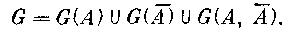 G = G(A) ∪ G(A̅) ∪ G(A, A̅).